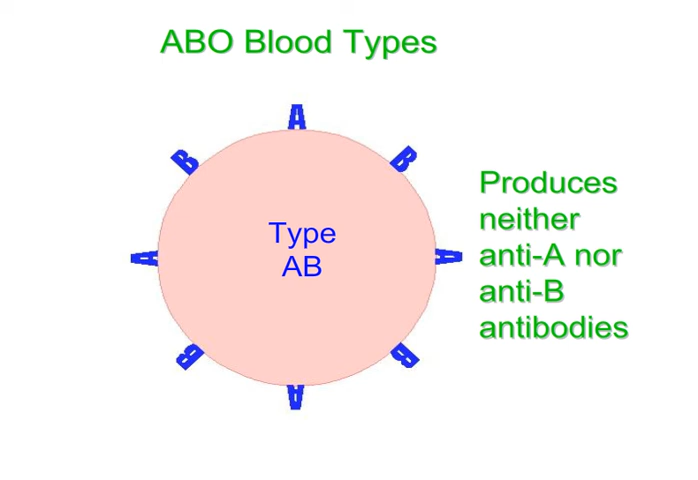 ABO Blood Types
A
B
B
Type
AB
Produces
neither
anti-A nor
anti-B
antibodies
A
A
B
B
A